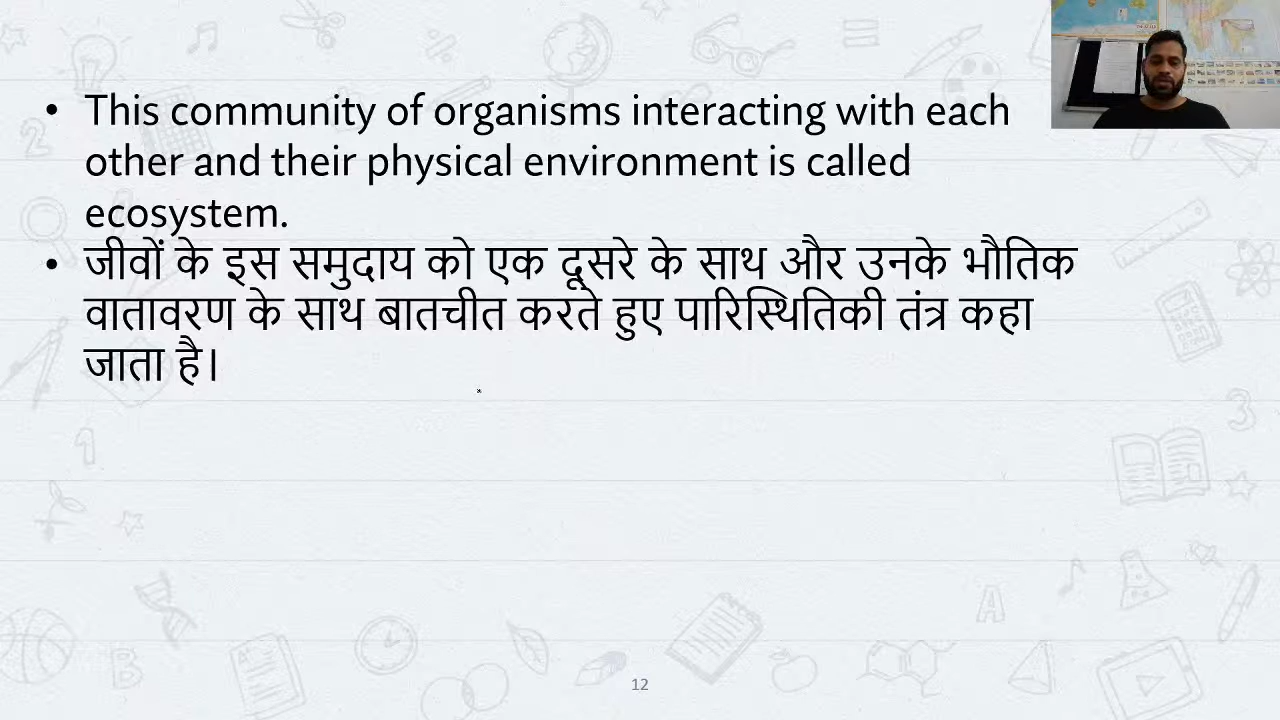 • This community of organisms interacting with each
other and their physical environment is called
ecosystem.
• जीवों के इस समुदाय को एक दूसरे के साथ और उनके भौतिक
वातावरण के साथ बातचीत करते हुए पारिस्थितिकी तंत्र कहा
जाता है।
12